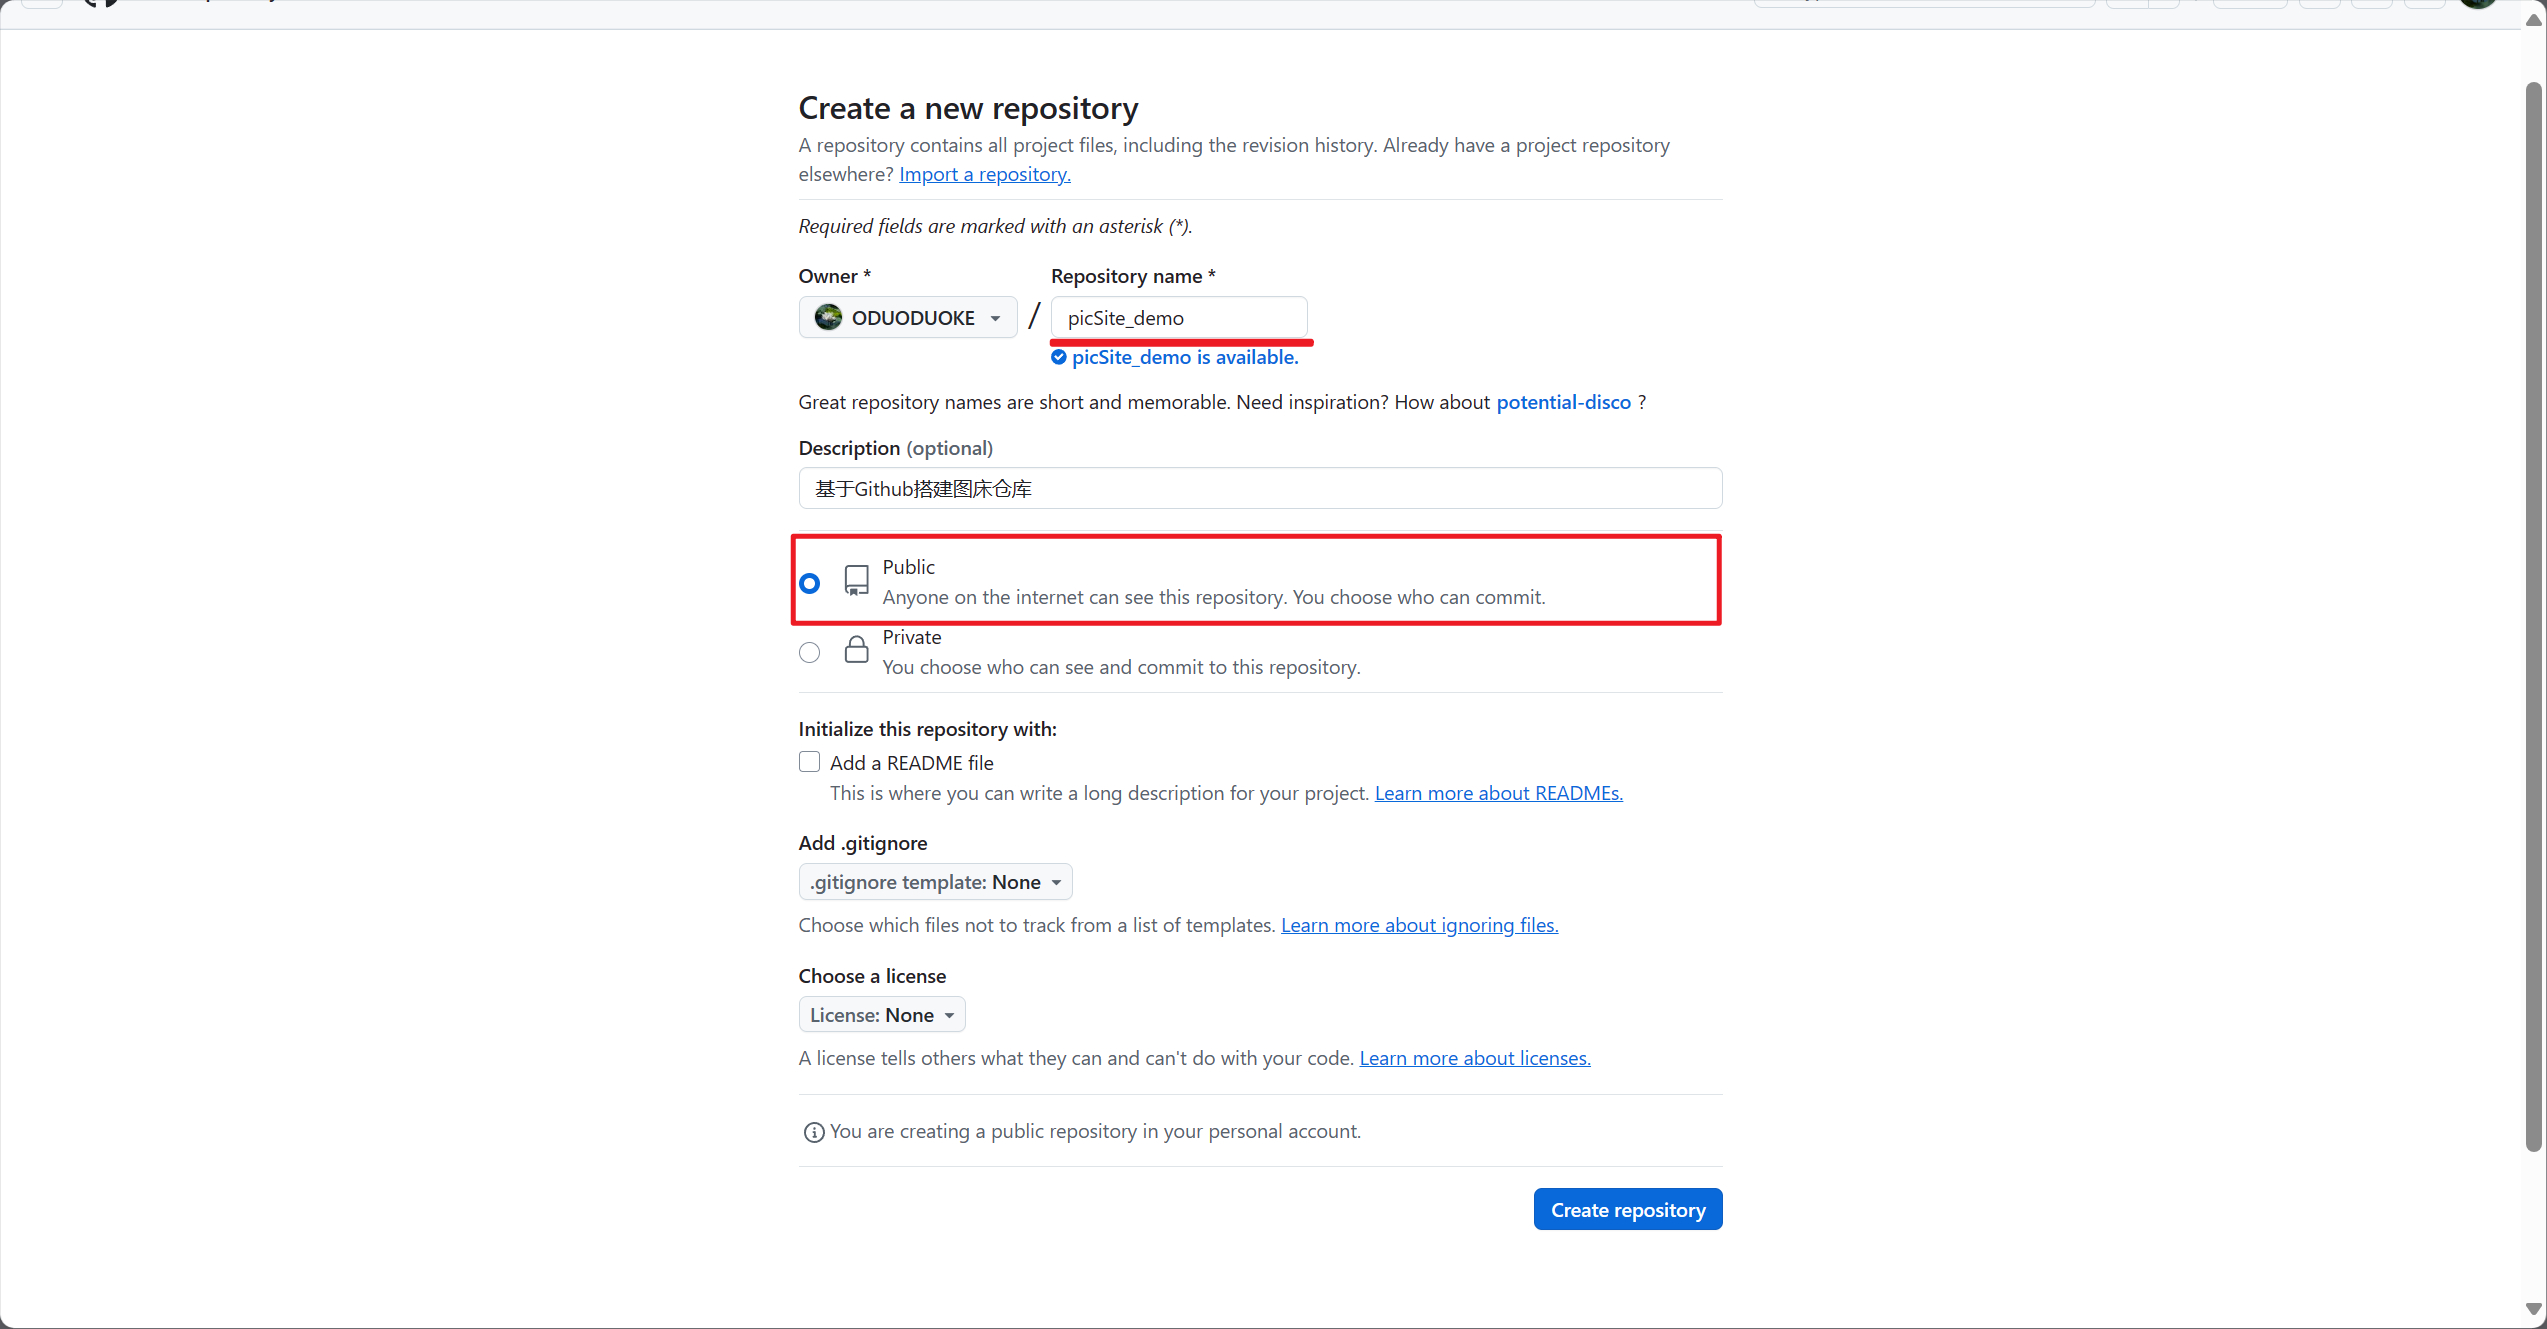 Create a new repository
A repository contains all project files, including the revision history. Already have a project repository
elsewhere? Import a repository.
Required fields are marked with an asterisk (*).
Owner *
Repository name *
ODUODUOKE
/
picSite_demo
picSite_demo is available.
Great repository names are short and memorable. Need inspiration? How about potential-disco ?
Description (optional)
基于Github搭建图床仓库
Public
Anyone on the internet can see this repository. You choose who can commit.
Private
You choose who can see and commit to this repository.
Initialize this repository with:
Add a README file
This is where you can write a long description for your project. Learn more about READMEs.
Add .gitignore
.gitignore template: None
Choose which files not to track from a list of templates. Learn more about ignoring files.
Choose a license
License: None
A license tells others what they can and can't do with your code. Learn more about licenses.
You are creating a public repository in your personal account.
Create repository